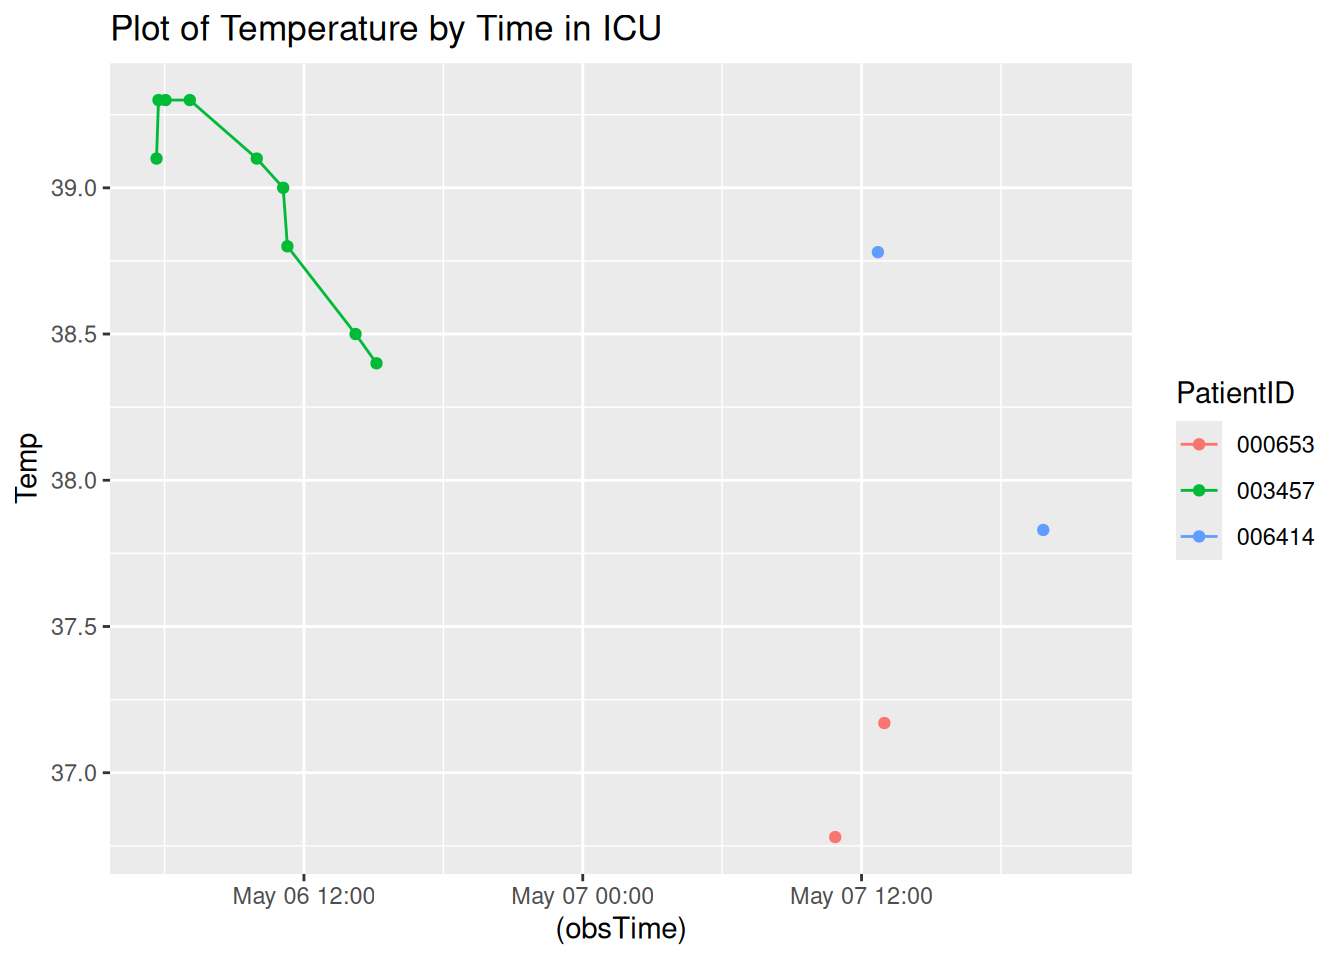 Plot of Temperature by Time in ICU
39.0
38.5
38.0
37.5
37.0
Temp
May 06 12:00
May 07 00:00
May 07 12:00
(obsTime)
PatientID
000653
003457
006414